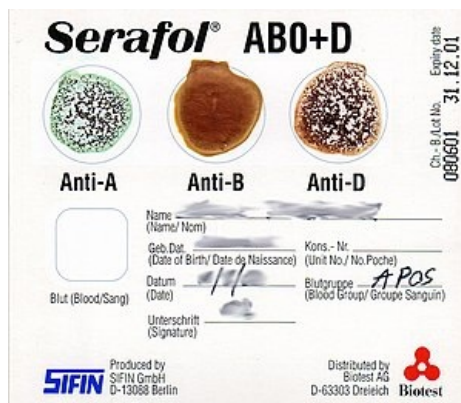 Serafol® AB0+D
Expiry date
31.12.01
Ch.-B./Lot No.
080601
Anti-A Anti-B Anti-D
Name
(Name/ Nom)
Geb.Dat.
(Date of Birth/ Date de Naissance)
Kons.- Nr.
(Unit No./ No.Poche)
Datum
(Date)
Blutgruppe A POS
(Blood Group/ Groupe Sanguin)
Unterschrift
(Signature)
Blut (Blood/Sang)
SIFIN
Produced by
SIFIN GmbH
D-13088 Berlin
Distributed by
Biotest AG
D-63303 Dreieich
Biotest